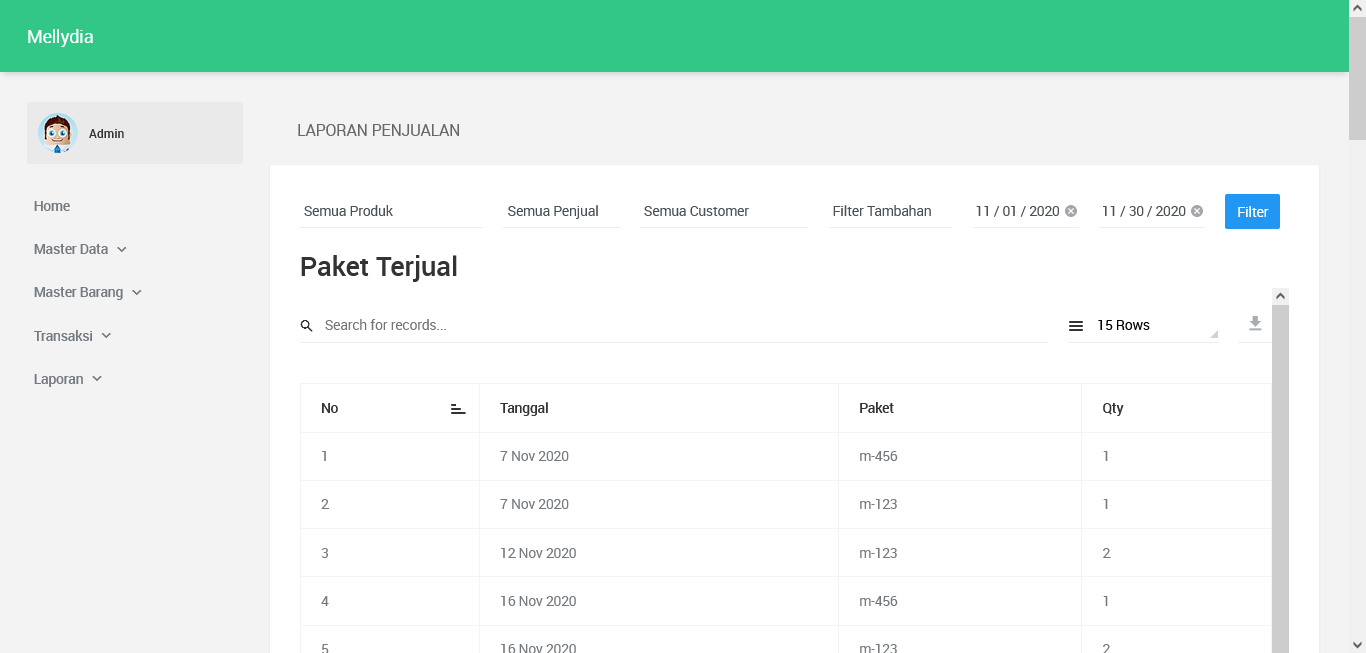 Mellydia
Admin
Home
Master Data
Master Barang
Transaksi
Laporan
LAPORAN PENJUALAN
Semua Produk Semua Penjual Semua Customer Filter Tambahan 11 / 01 / 2020 11 / 30 / 2020 Filter
Paket Terjual
Search for records... 15 Rows
No Tanggal Paket Qty
1 7 Nov 2020 m-456 1
2 7 Nov 2020 m-123 1
3 12 Nov 2020 m-123 2
4 16 Nov 2020 m-456 1
5 16 Nov 2020 m-123 2